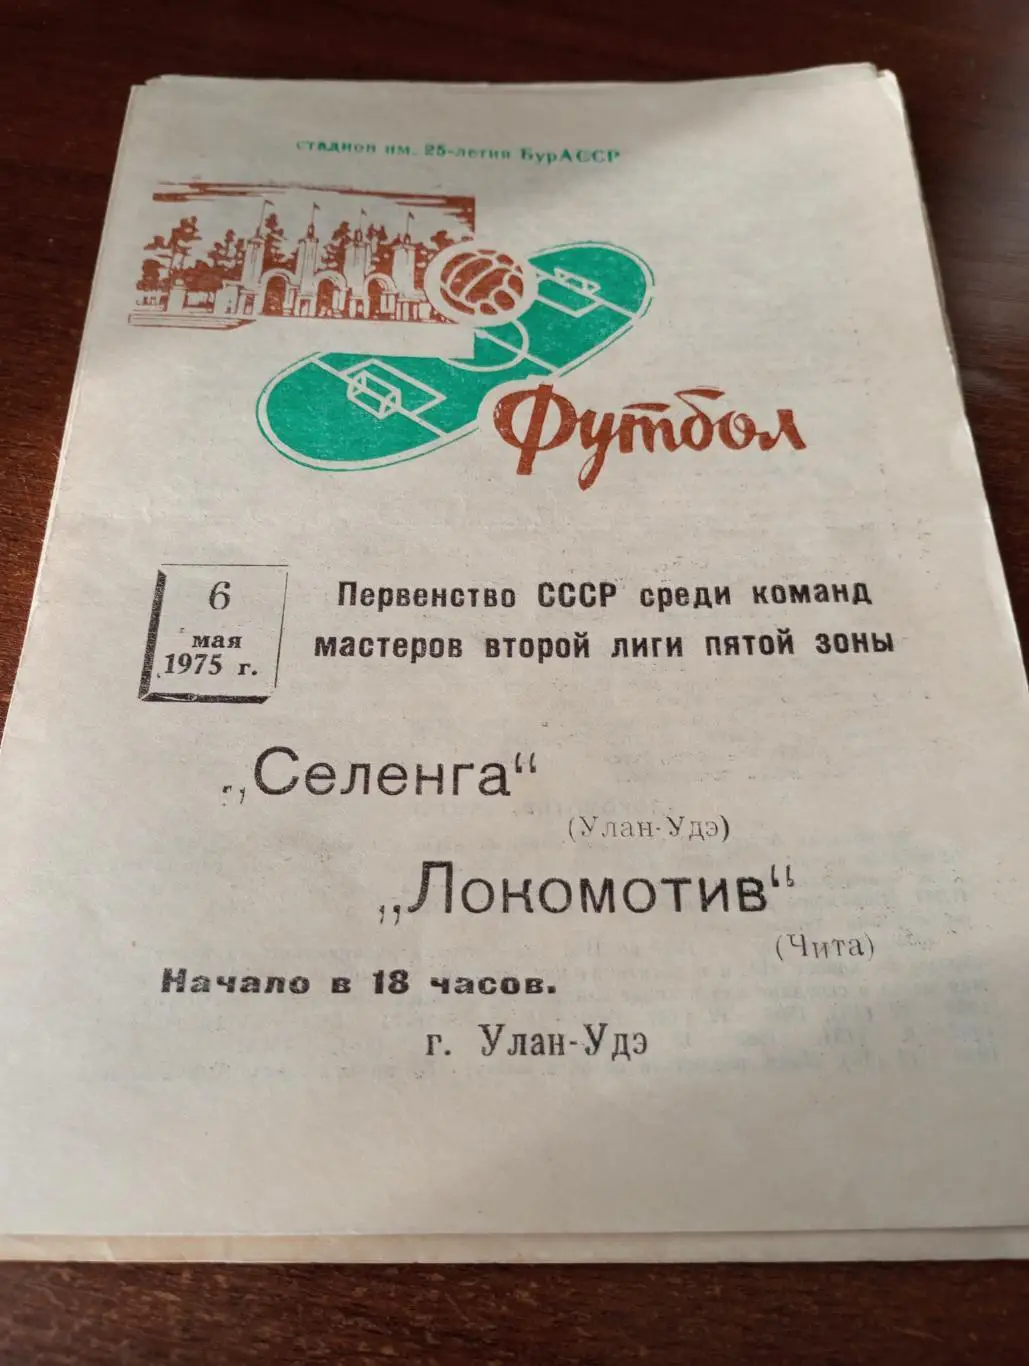 стадион им. 25-летия БурАССР
Футбол
6
мая
1975 г.
Первенство СССР среди команд
мастеров второй лиги пятой зоны
„Селенга“
(Улан-Удэ)
„Локомотив“
(Чита)
Начало в 18 часов.
г. Улан-Удэ